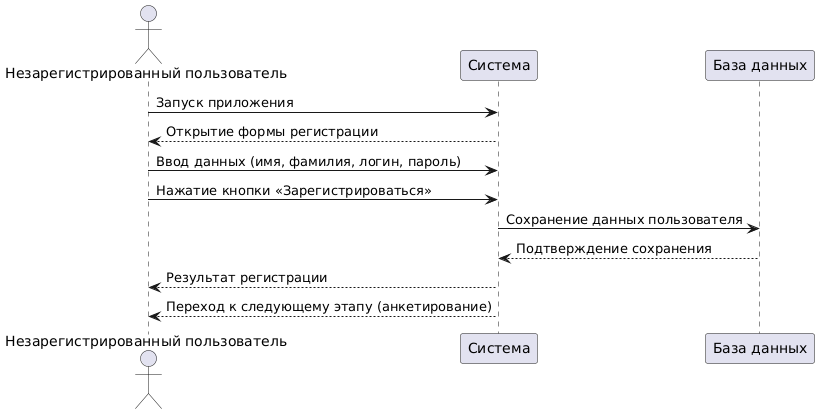 Незарегистрированный пользователь
Система
База данных
Запуск приложения
Открытие формы регистрации
Ввод данных (имя, фамилия, логин, пароль)
Нажатие кнопки «Зарегистрироваться»
Сохранение данных пользователя
Подтверждение сохранения
Результат регистрации
Переход к следующему этапу (анкетирование)
Незарегистрированный пользователь
Система
База данных